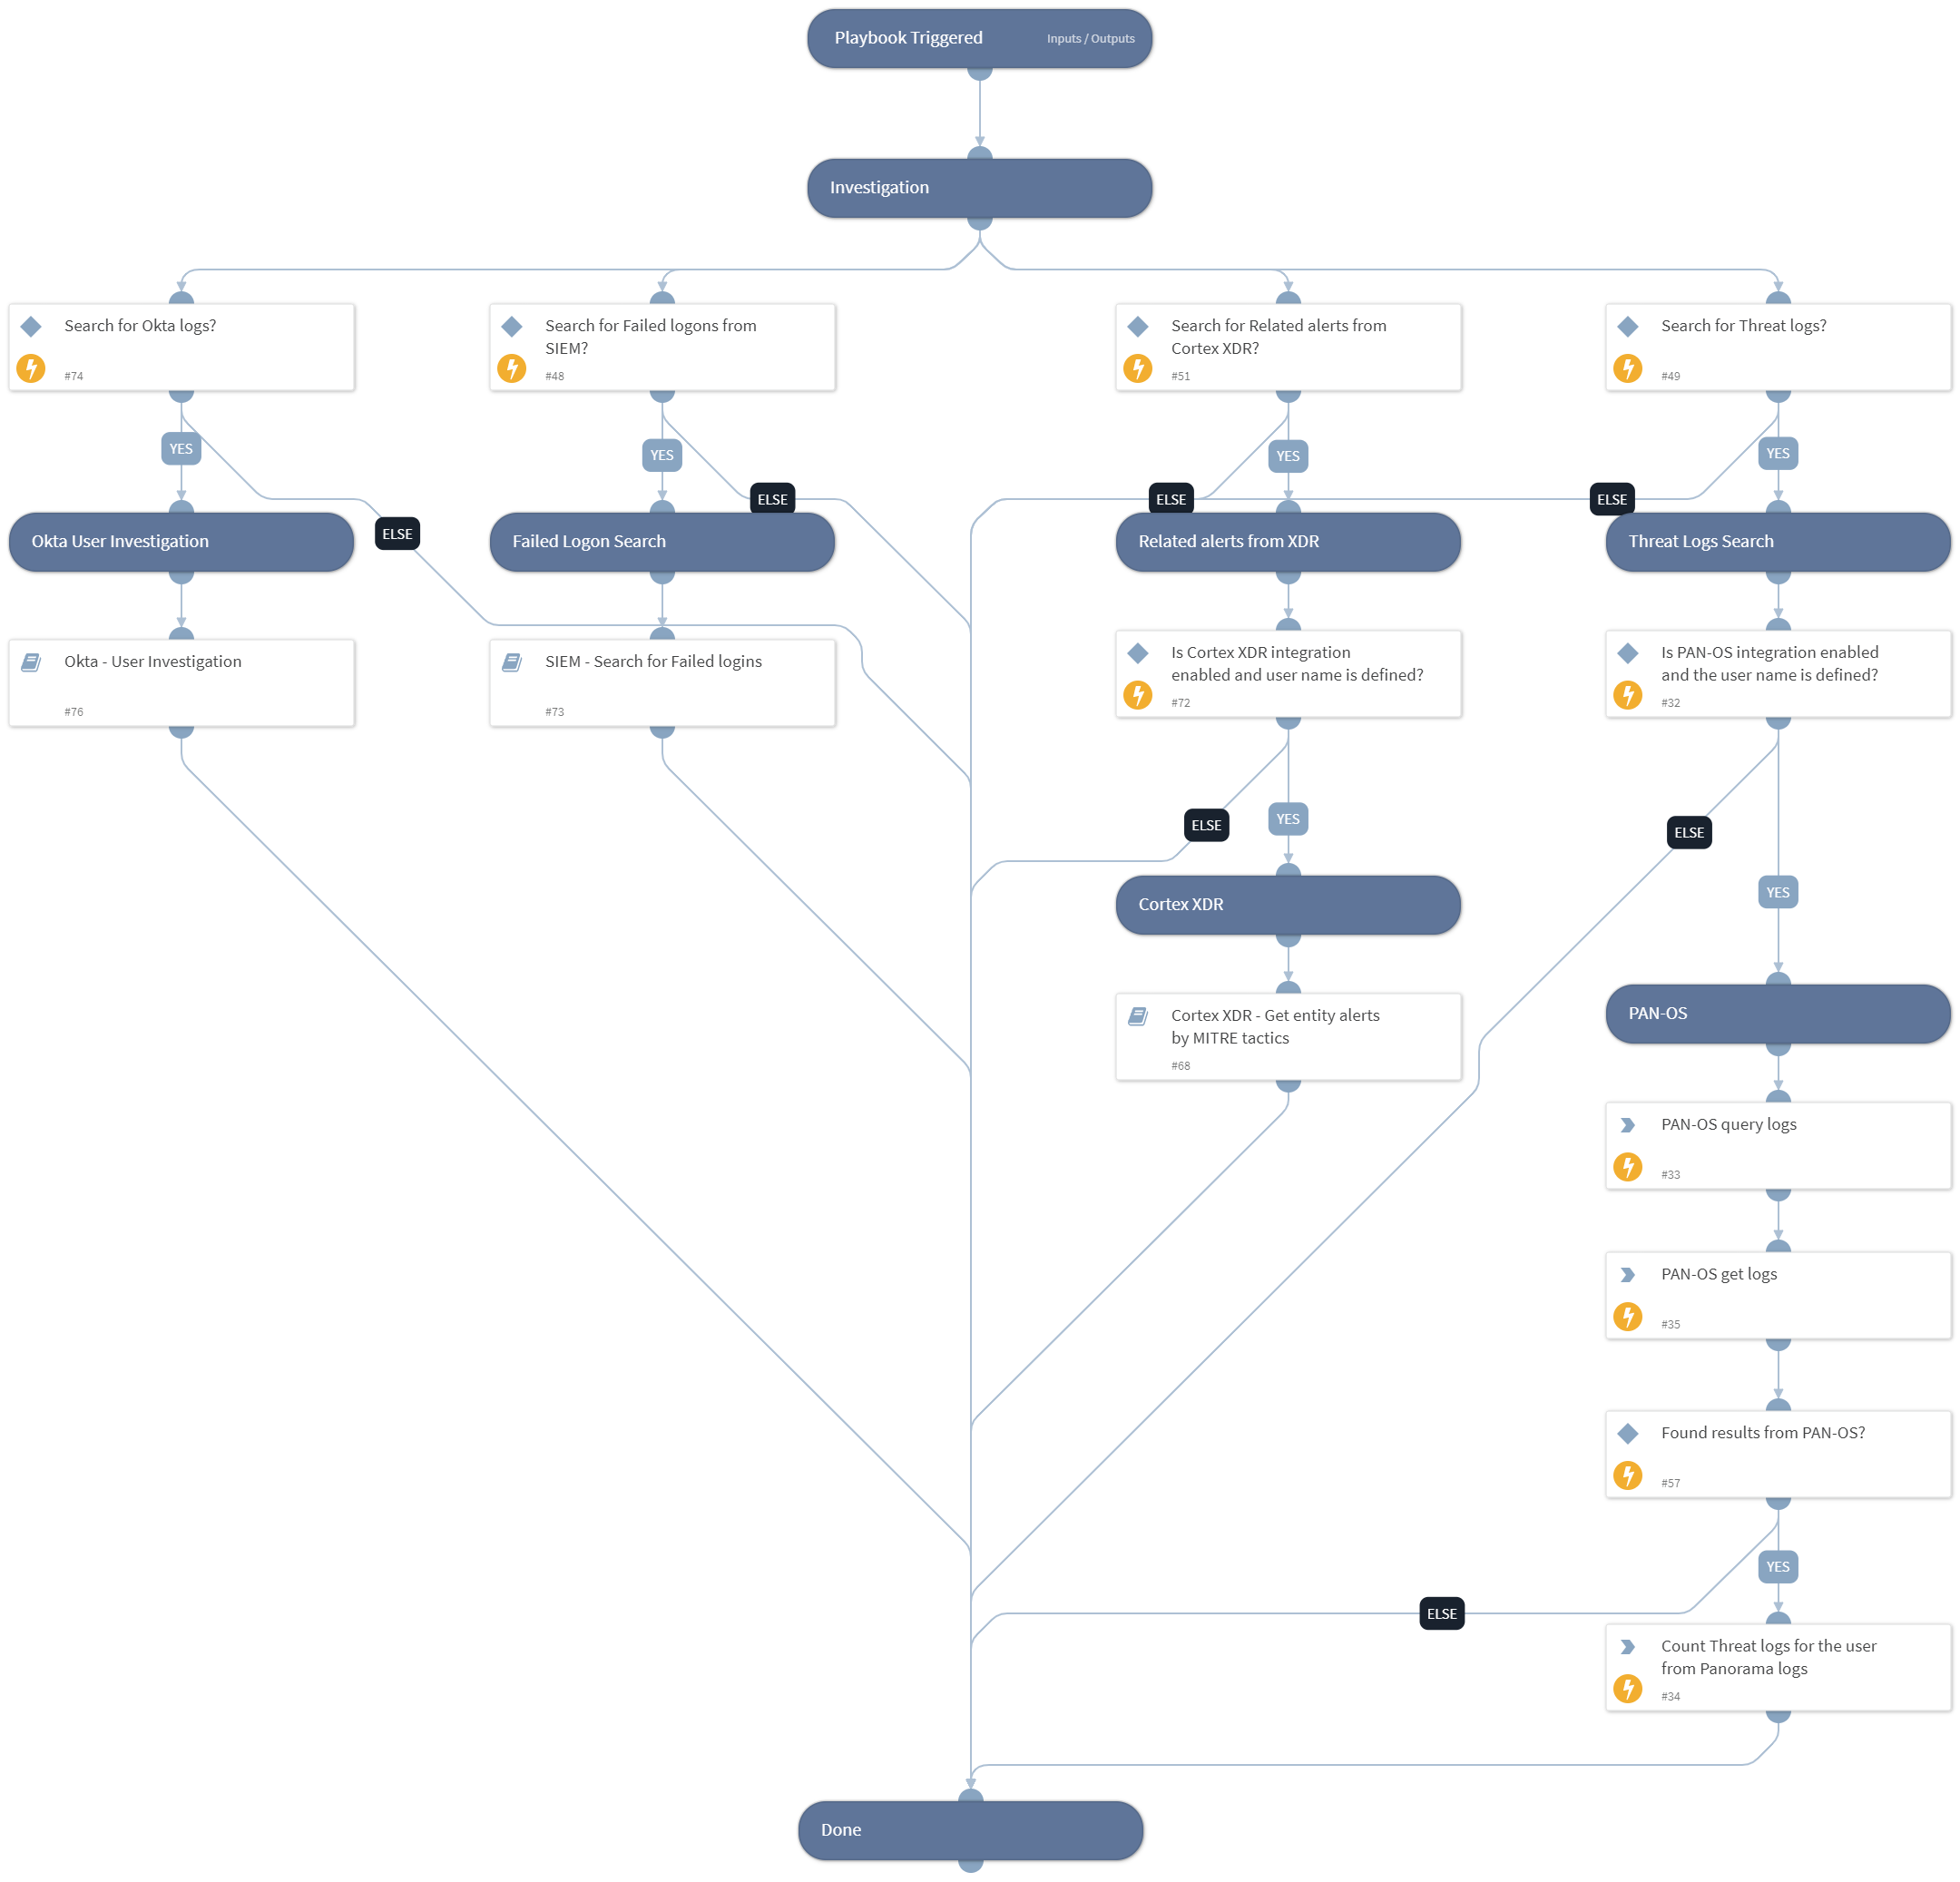 Playbook Triggered
Inputs / Outputs
Investigation
Search for Okta logs?
#74
Search for Failed logons from
SIEM?
#48
Search for Related alerts from
Cortex XDR?
#51
Search for Threat logs?
#49
YES
YES
YES
YES
ELSE
ELSE
ELSE
ELSE
Okta User Investigation
Failed Logon Search
Related alerts from XDR
Threat Logs Search
Okta - User Investigation
#76
SIEM - Search for Failed logins
#73
Is Cortex XDR integration
enabled and user name is defined?
#72
Is PAN-OS integration enabled
and the user name is defined?
#32
ELSE
YES
ELSE
YES
Cortex XDR
PAN-OS
Cortex XDR - Get entity alerts
by MITRE tactics
#68
PAN-OS query logs
#33
PAN-OS get logs
#35
Found results from PAN-OS?
#57
YES
ELSE
Count Threat logs for the user
from Panorama logs
#34
Done